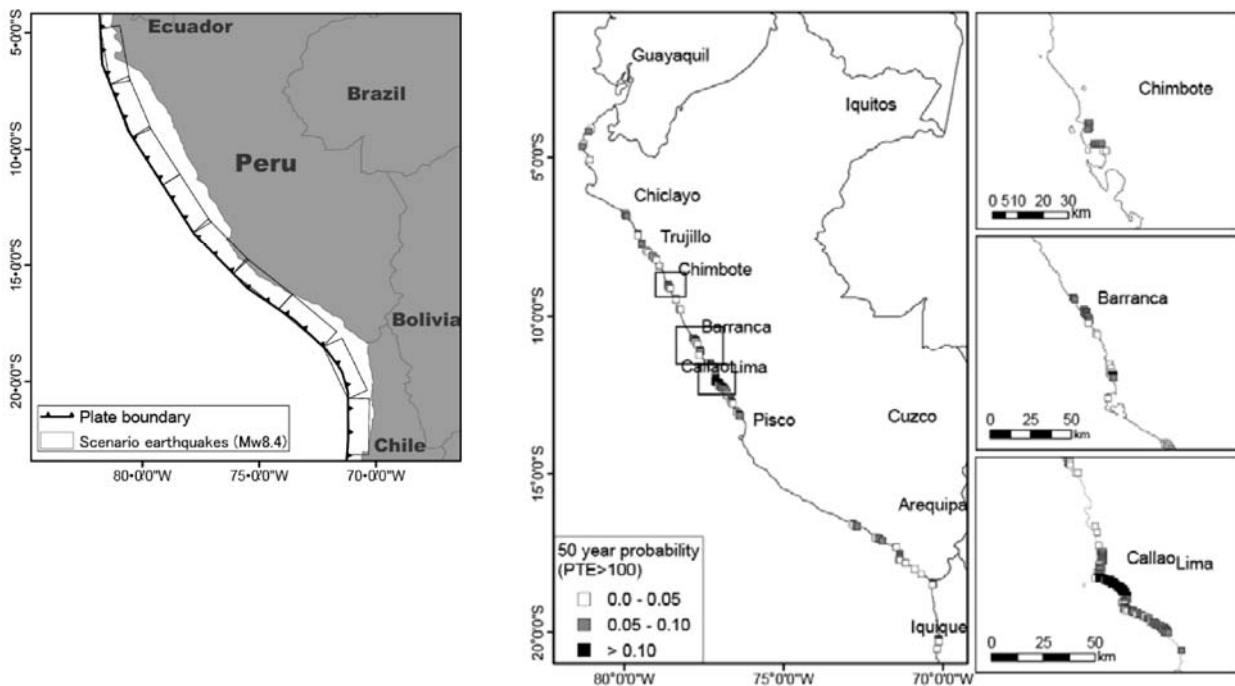 5°0'0"S
10°0'0"S
15°0'0"S
20°0'0"S
Ecuador
Brazil
Peru
Bolivia
Chile
Plate boundary
Scenario earthquakes (Mw8.4)
80°0'0"W
75°0'0"W
70°0'0"W
5°0'0"S
10°0'0"S
15°0'0"S
20°0'0"S
Guayaquil
Iquitos
Chiclayo
Trujillo
Chimbote
Barranca
Callao
Lima
Pisco
Cuzco
Arequipa
Iquique
50 year probability
(PTE>100)
0.0 - 0.05
0.05 - 0.10
> 0.10
80°0'0"W
75°0'0"W
70°0'0"W
Chimbote
0 5 10 20 30
km
Barranca
0 25 50
km
Callao
Lima
0 25 50
km